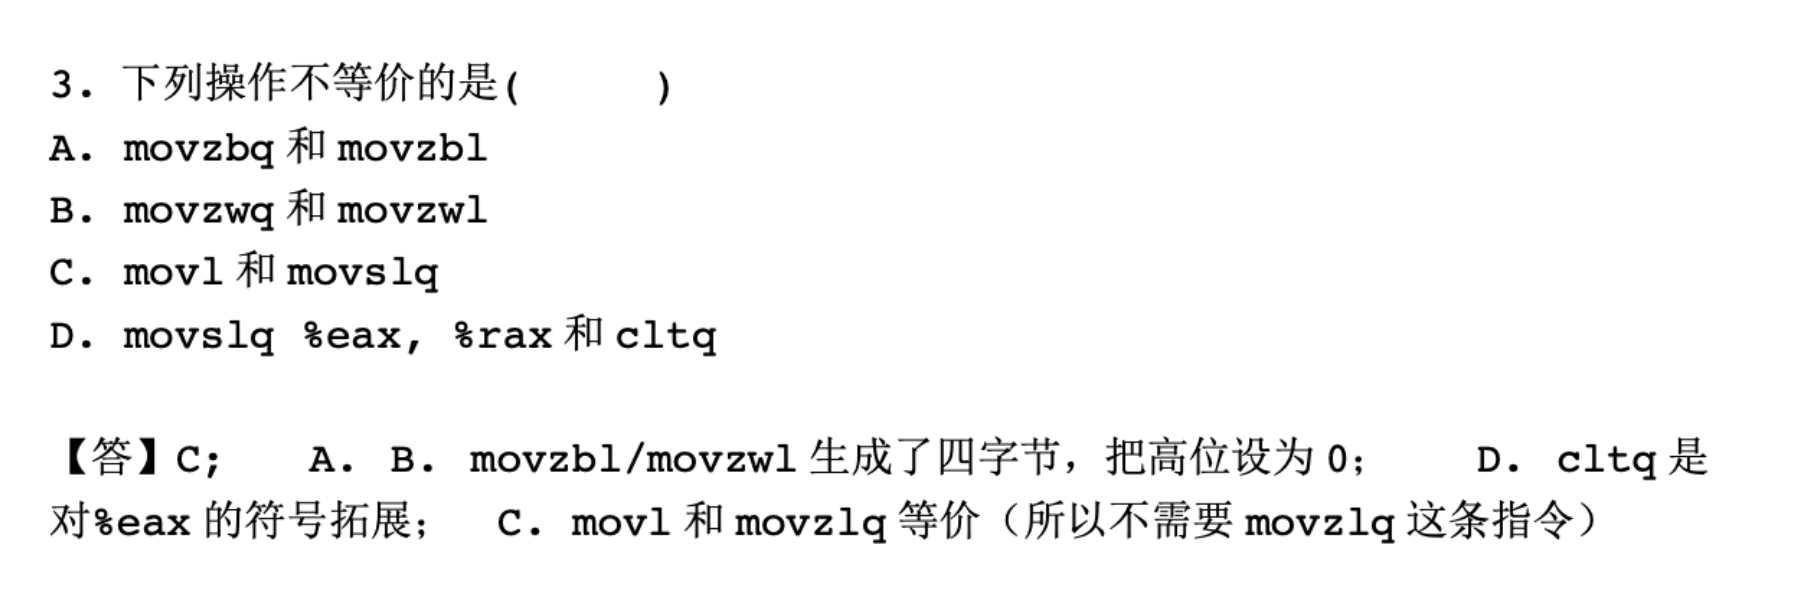 3. 下列操作不等价的是(      )
A. movzbq 和 movzbl
B. movzwq 和 movzwl
C. movl 和 movslq
D. movslq %eax, %rax 和 cltq
【答】C;   A. B. movzbl/movzwl 生成了四字节，把高位设为 0;   D. cltq 是
对%eax 的符号拓展;   C. movl 和 movzlq 等价（所以不需要 movzlq 这条指令）